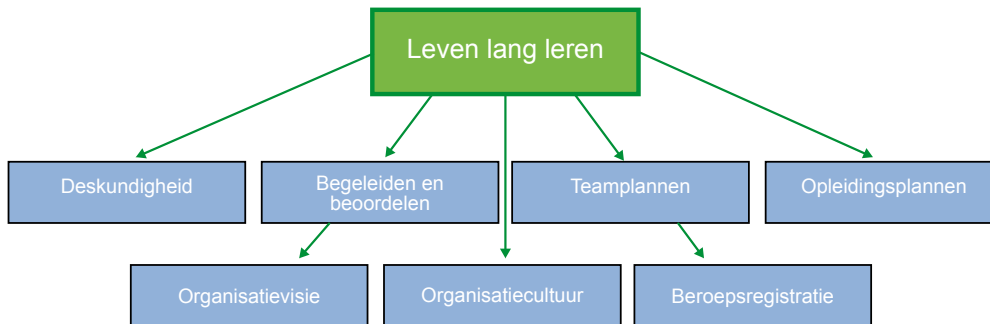 Leven lang leren
Deskundigheid
Begeleiden en
beoordelen
Teamplannen
Opleidingsplannen
Organisatievisie
Organisatiecultuur
Beroepsregistratie